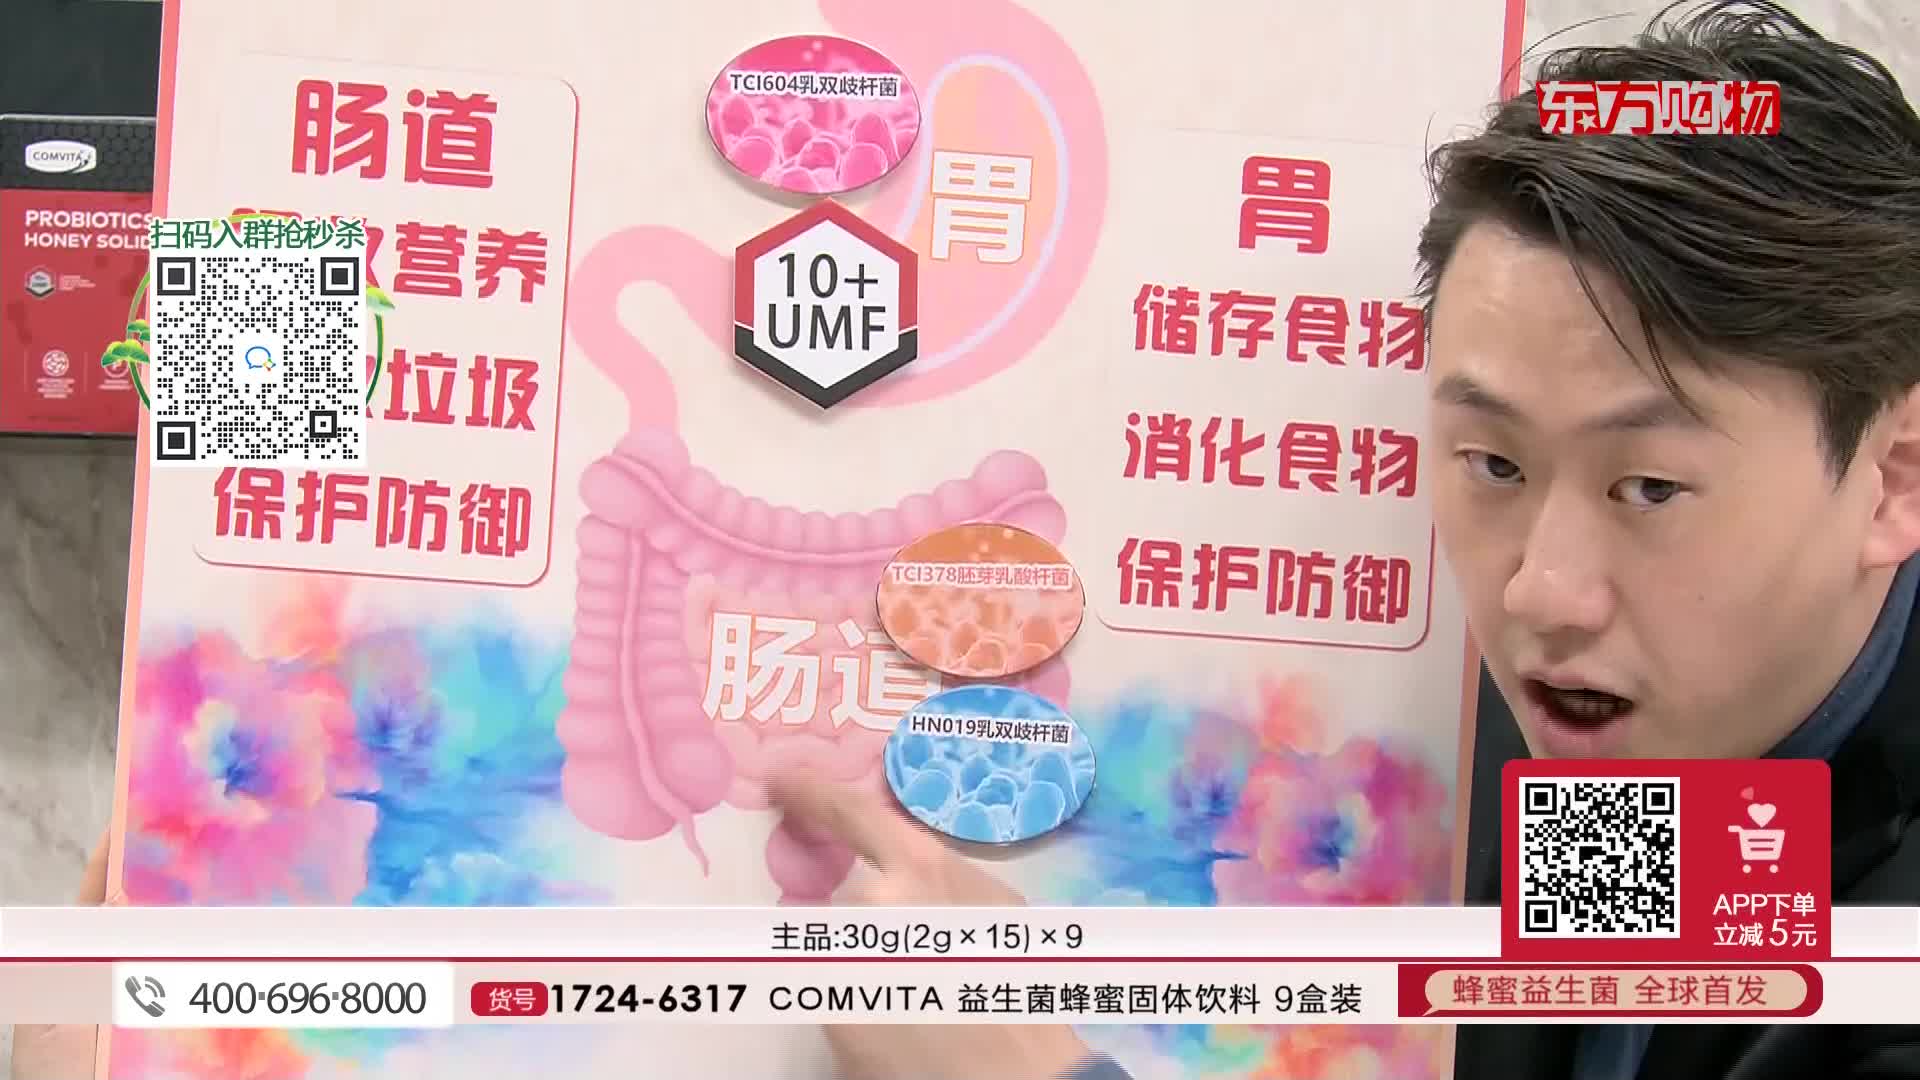 东方购物
TCI604乳双歧杆菌
10+
UMF
胃
肠道
营养
垃圾
保护防御
胃
储存食物
消化食物
保护防御
肠道
TCI378胚芽乳酸杆菌
HN019乳双歧杆菌
COMVITA
PROBIOTICS
HONEY SOLID
UMF
扫码入群抢秒杀
APP下单
立减5元
主品:30g(2g×15)×9
400·696·8000
货号 1724-6317 COMVITA 益生菌蜂蜜固体饮料 9盒装
蜂蜜益生菌 全球首发